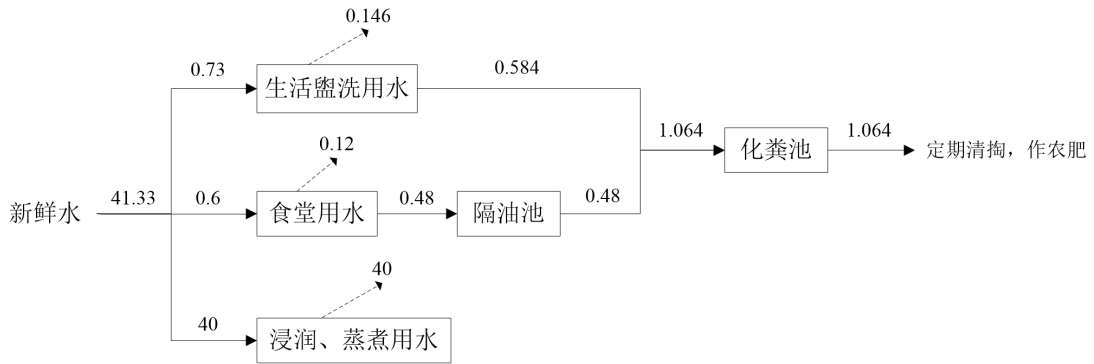 0.146
0.73
生活盥洗用水
0.584
0.12
1.064
化粪池
1.064
定期清掏，作农肥
新鲜水
41.33
0.6
食堂用水
0.48
隔油池
0.48
40
40
浸润、蒸煮用水